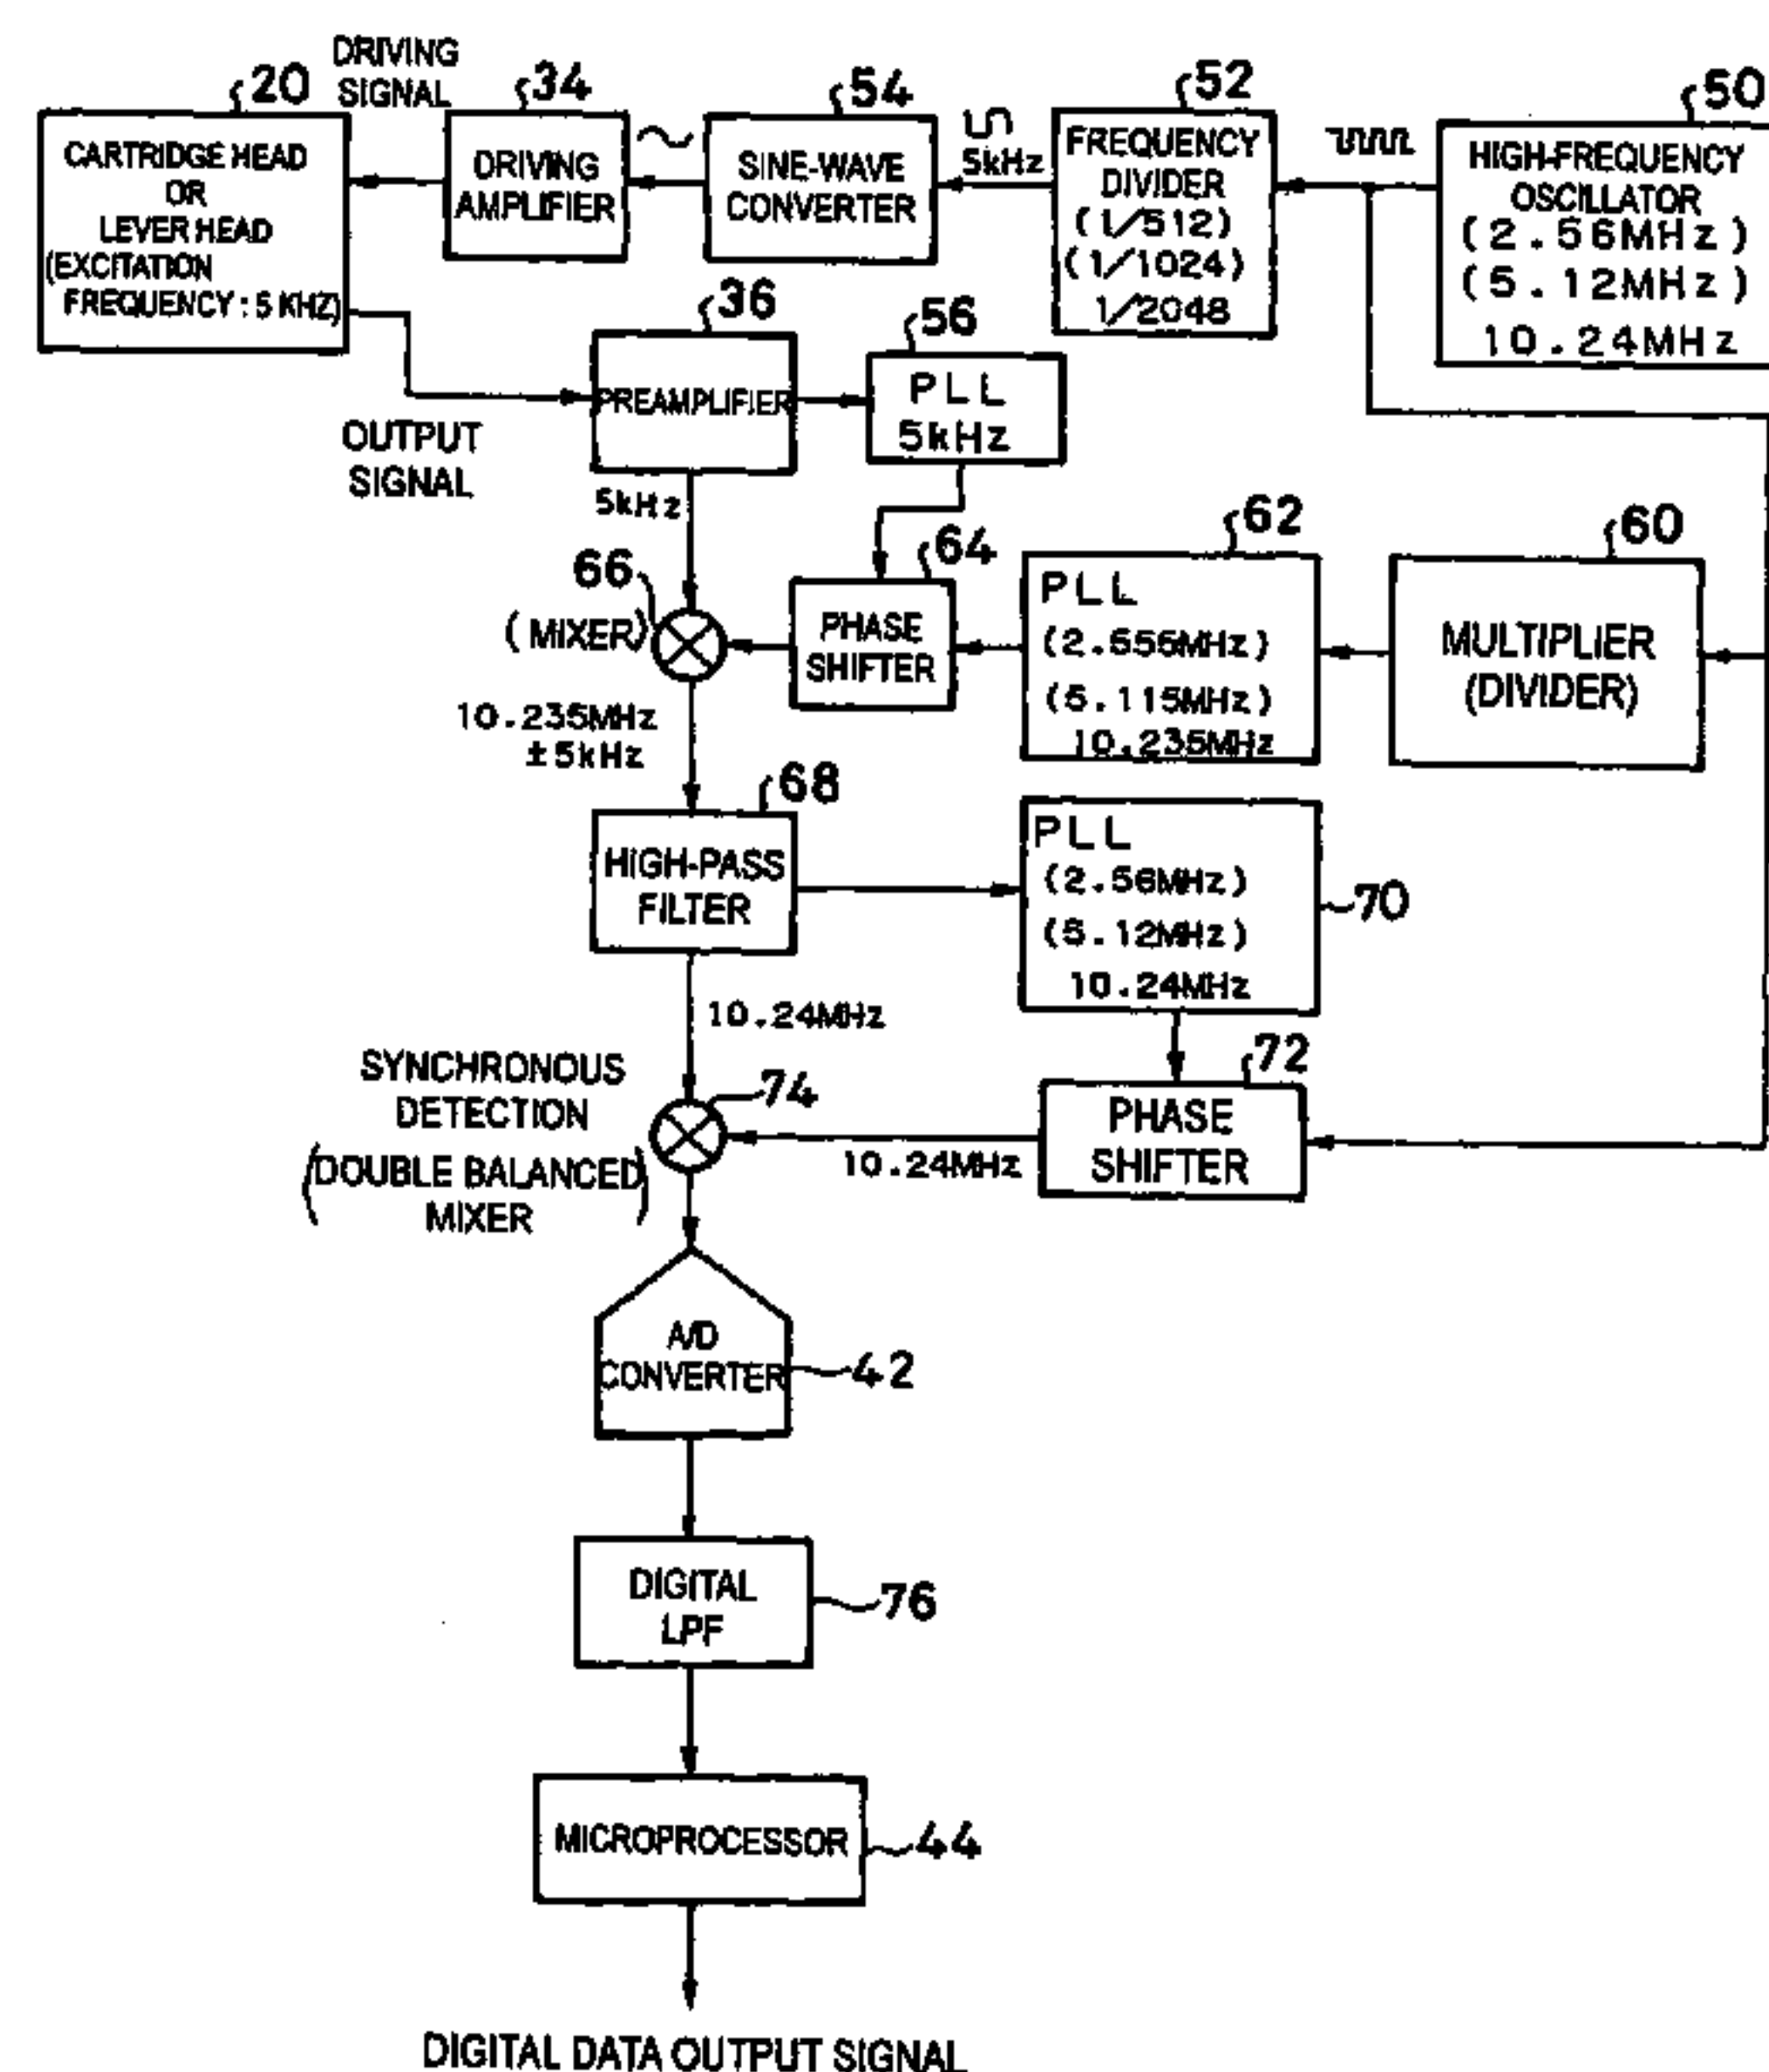 DRIVING
SIGNAL
20
34
54
52
50
CARTRIDGE HEAD
OR
LEVER HEAD
(EXCITATION
FREQUENCY : 5 KHZ)
DRIVING
AMPLIFIER
SINE-WAVE
CONVERTER
5kHz
FREQUENCY
DIVIDER
(1/512)
(1/1024)
1/2048
HIGH-FREQUENCY
OSCILLATOR
(2.56MHz)
(5.12MHz)
10.24MHz
36
PREAMPLIFIER
56
PLL
5kHz
OUTPUT
SIGNAL
5kHz
66
(MIXER)
64
PHASE
SHIFTER
62
PLL
(2.555MHz)
(5.115MHz)
10.235MHz
60
MULTIPLIER
(DIVIDER)
10.235MHz
±5kHz
68
HIGH-PASS
FILTER
PLL
(2.56MHz)
(5.12MHz)
10.24MHz
70
10.24MHz
SYNCHRONOUS
DETECTION
(DOUBLE BALANCED
MIXER)
74
10.24MHz
72
PHASE
SHIFTER
A/D
CONVERTER
42
DIGITAL
LPF
76
MICROPROCESSOR
44
DIGITAL DATA OUTPUT SIGNAL